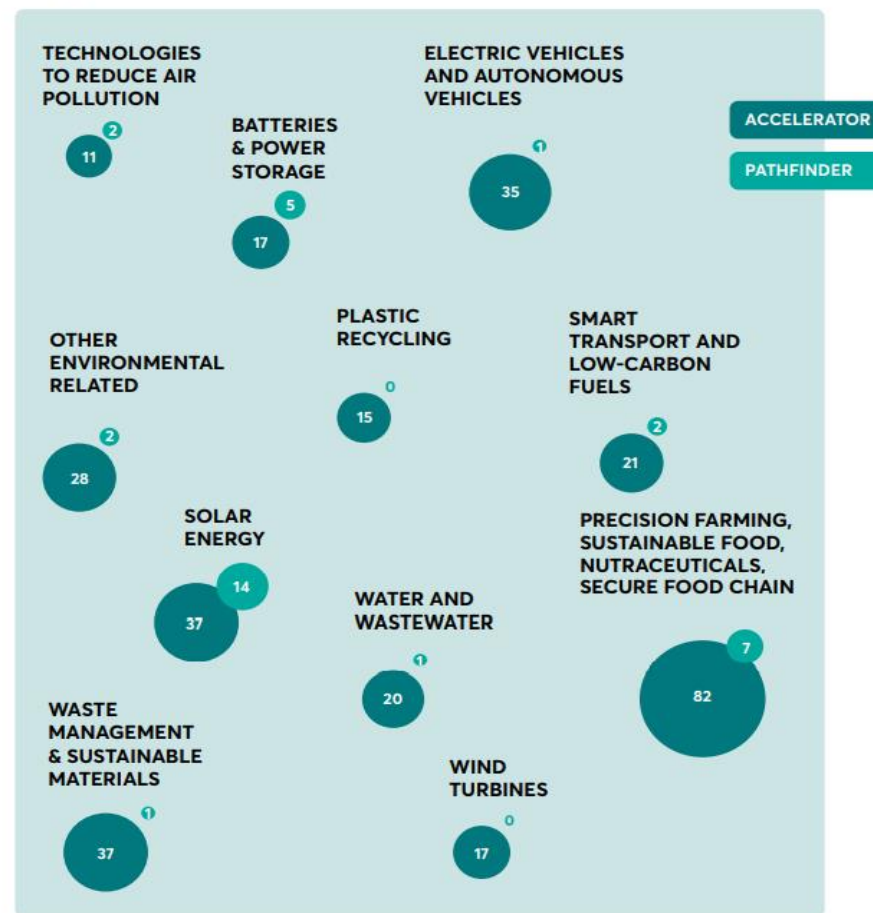 TECHNOLOGIES
TO REDUCE AIR
POLLUTION
2
11
BATTERIES
& POWER
STORAGE
5
17
ELECTRIC VEHICLES
AND AUTONOMOUS
VEHICLES
1
35
ACCELERATOR
PATHFINDER
OTHER
ENVIRONMENTAL
RELATED
2
28
PLASTIC
RECYCLING
0
15
SMART
TRANSPORT AND
LOW-CARBON
FUELS
2
21
SOLAR
ENERGY
14
37
WATER AND
WASTEWATER
1
20
PRECISION FARMING,
SUSTAINABLE FOOD,
NUTRACEUTICALS,
SECURE FOOD CHAIN
7
82
WASTE
MANAGEMENT
& SUSTAINABLE
MATERIALS
1
37
WIND
TURBINES
0
17